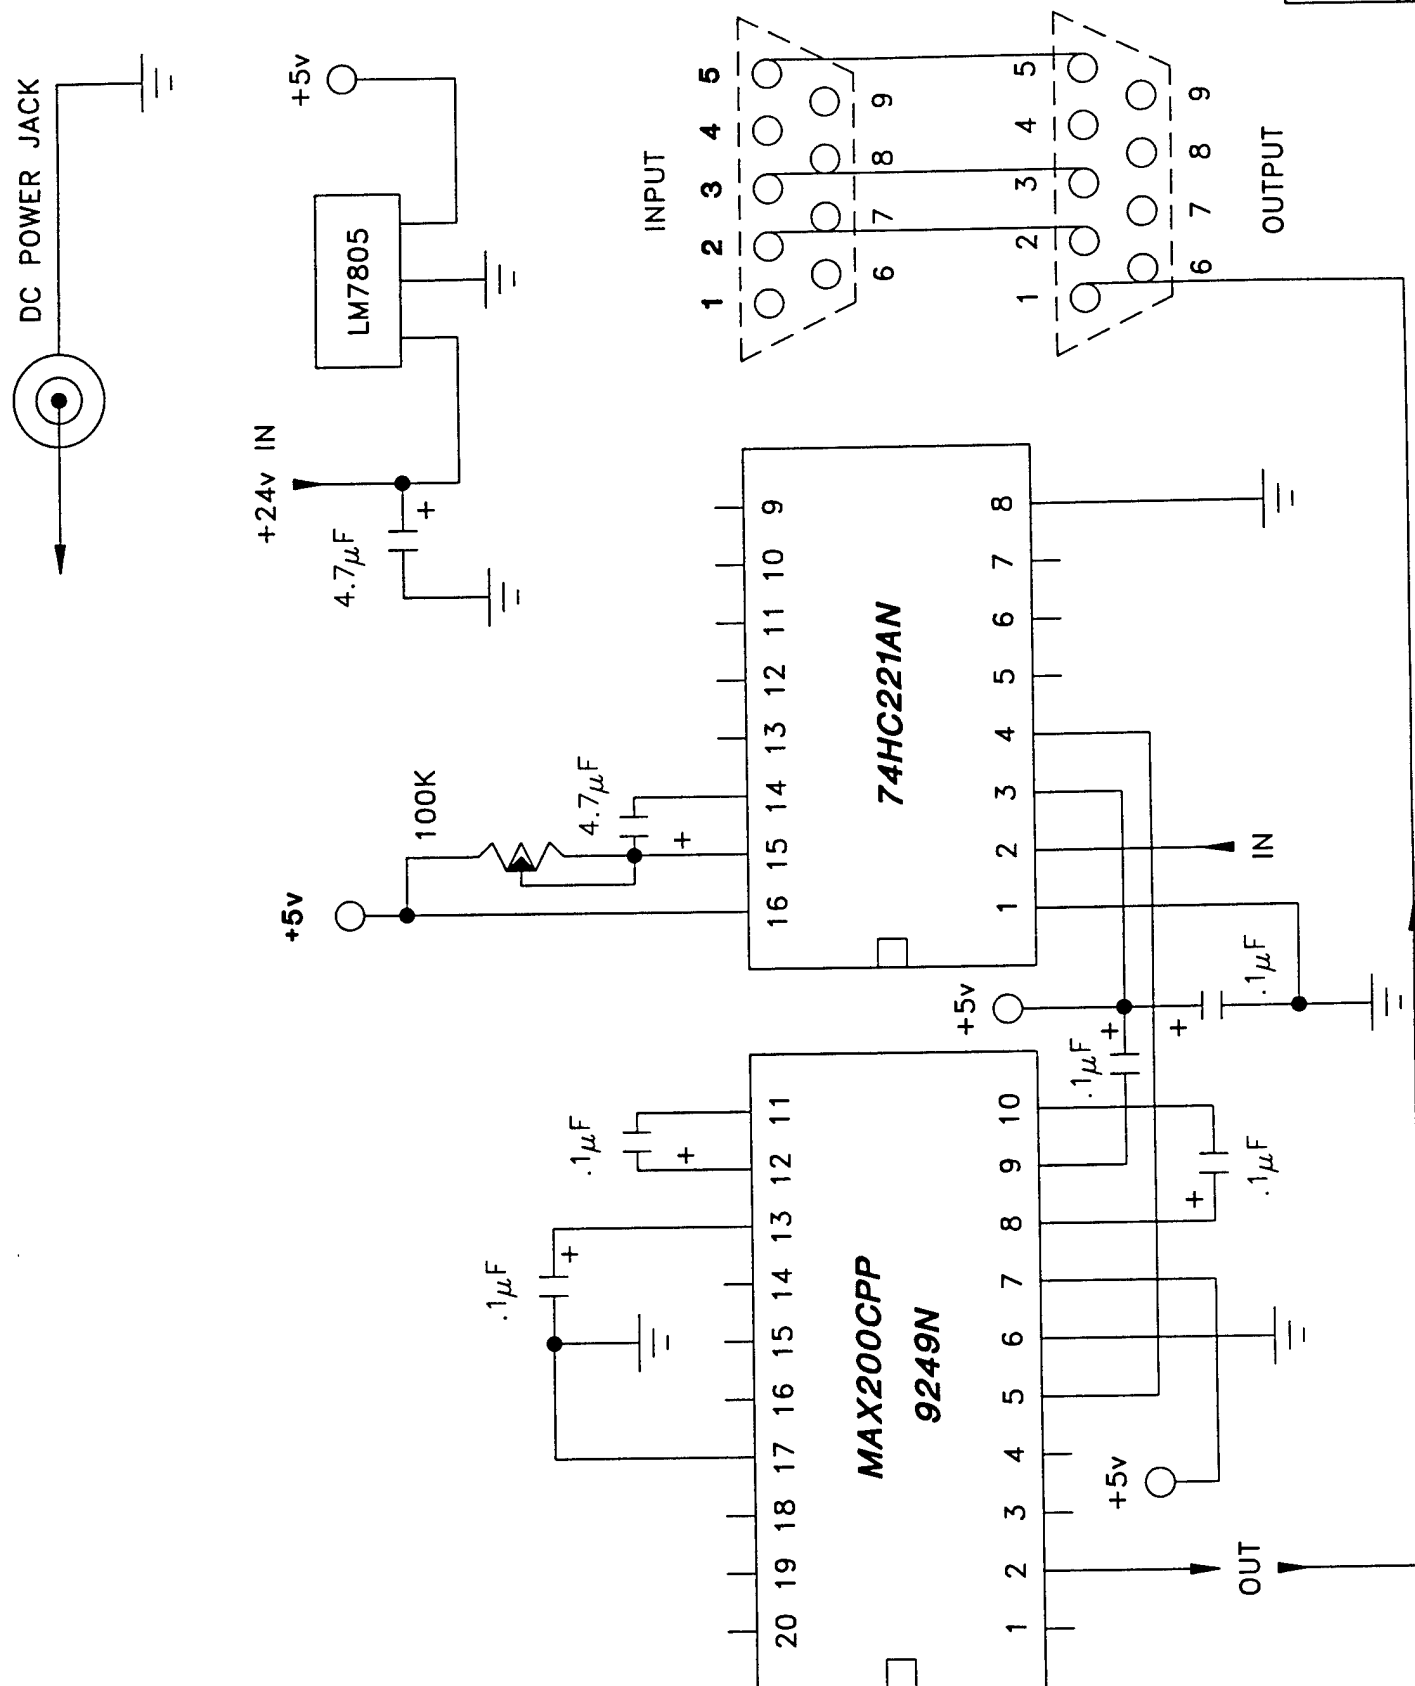 DC POWER JACK
+5v
LM7805
+24v IN
4.7µF
+
INPUT
1 2 3 4 5
6 7 8 9
1 2 3 4 5
6 7 8 9
OUTPUT
+5v
100K
4.7µF
+
16 15 14 13 12 11 10 9
74HC221AN
1 2 3 4 5 6 7 8
IN
.1µF
+5v
+
+
.1µF
.1µF
+
.1µF
+
20 19 18 17 16 15 14 13 12 11
MAX200CPP
9249N
1 2 3 4 5 6 7 8 9 10
+
.1µF
+5v
OUT